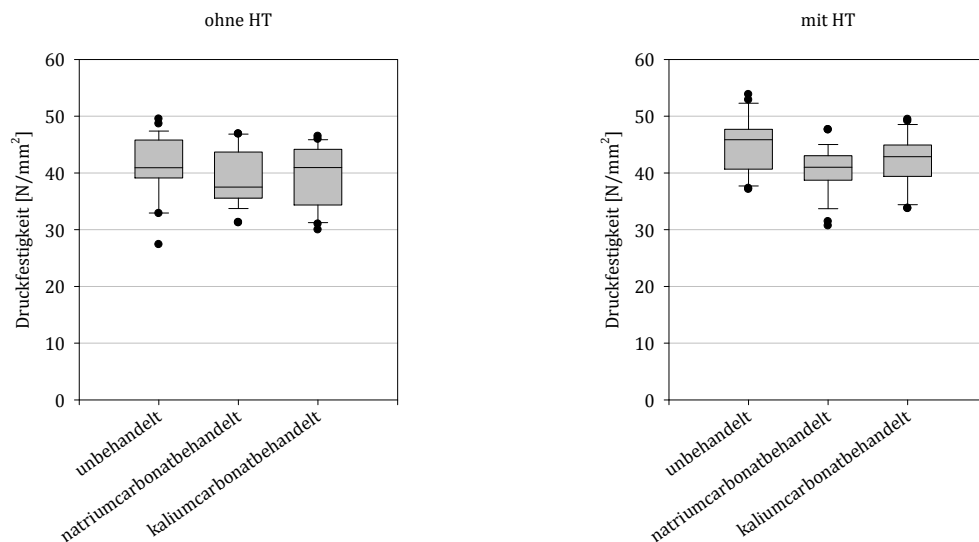 ohne HT
60
50
40
30
20
10
0
Druckfestigkeit [N/mm²]
unbehandelt
natriumcarbonatbehandelt
kaliumcarbonatbehandelt
mit HT
60
50
40
30
20
10
0
Druckfestigkeit [N/mm²]
unbehandelt
natriumcarbonatbehandelt
kaliumcarbonatbehandelt